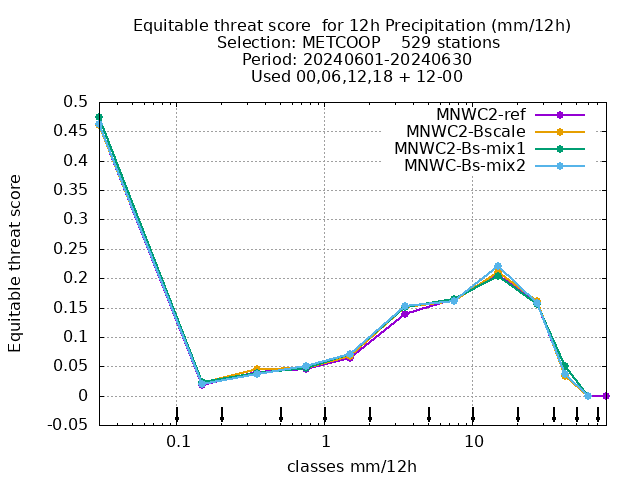 Equitable threat score  for 12h Precipitation (mm/12h)
Selection: METCOOP    529 stations
Period: 20240601-20240630
Used 00,06,12,18 + 12-00
MNWC2-ref
MNWC2-Bscale
MNWC2-Bs-mix1
MNWC-Bs-mix2
Equitable threat score
0.5
0.45
0.4
0.35
0.3
0.25
0.2
0.15
0.1
0.05
0
-0.05
0.1 1 10
classes mm/12h